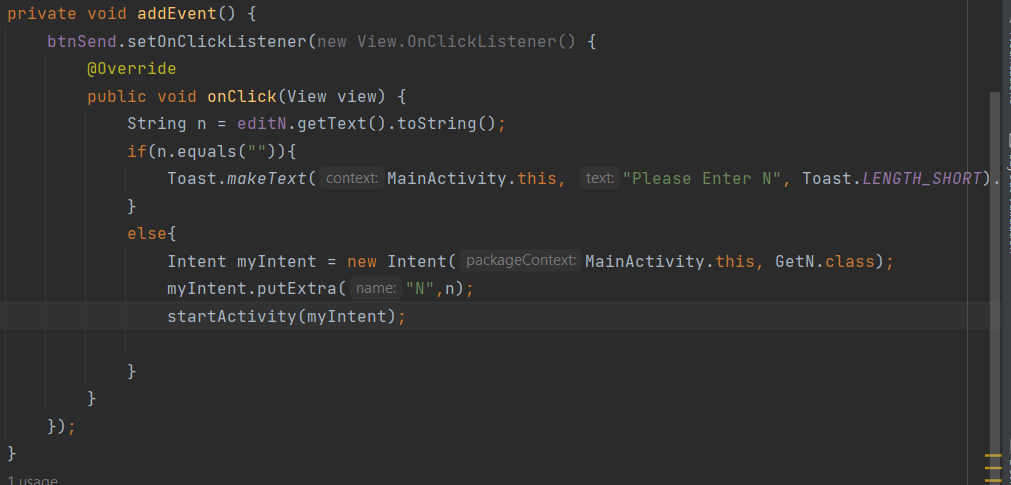 private void addEvent() {
btnSend.setOnClickListener(new View.OnClickListener() {
@Override
public void onClick(View view) {
String n = editN.getText().toString();
if(n.equals("")){
Toast.makeText( context: MainActivity.this, text: "Please Enter N", Toast.LENGTH_SHORT).
}
else{
Intent myIntent = new Intent( packageContext: MainActivity.this, GetN.class);
myIntent.putExtra( name: "N",n);
startActivity(myIntent);
}
}
});
}
1 usage